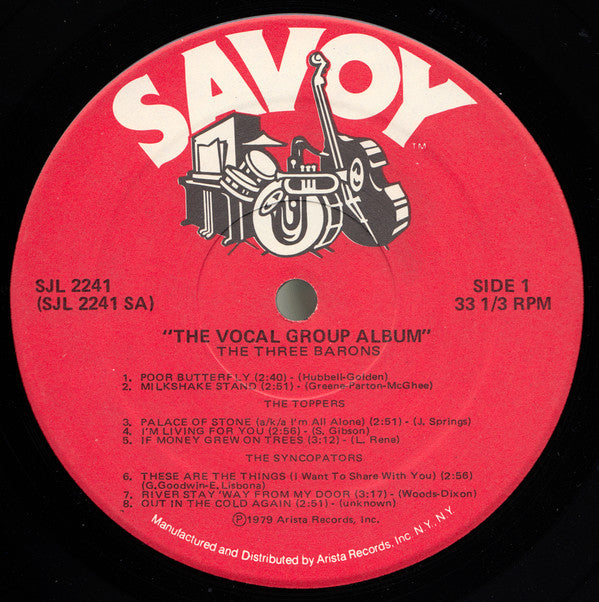 SAVOY
TM
SJL 2241
(SJL 2241 SA)
SIDE 1
33 1/3 RPM
"THE VOCAL GROUP ALBUM"
THE THREE BARONS
1. POOR BUTTERFLY (2:40) - (Hubbell-Golden)
2. MILKSHAKE STAND (2:51) - (Greene-Parton-McGhee)
THE TOPPERS
3. PALACE OF STONE (a/k/a I'm All Alone) (2:51) - (J. Springs)
4. I'M LIVING FOR YOU (2:56) - (S. Gibson)
5. IF MONEY GREW ON TREES (3:12) - (L. Rene)
THE SYNCOPATORS
6. THESE ARE THE THINGS (I Want To Share With You) (2:56)
(G.Goodwin-E. Lisbona)
7. RIVER STAY 'WAY FROM MY DOOR (3:17) - (Woods-Dixon)
8. OUT IN THE COLD AGAIN (2:51) - (unknown)
Ⓟ1979 Arista Records, Inc.
Manufactured and Distributed by Arista Records, Inc N.Y. N.Y